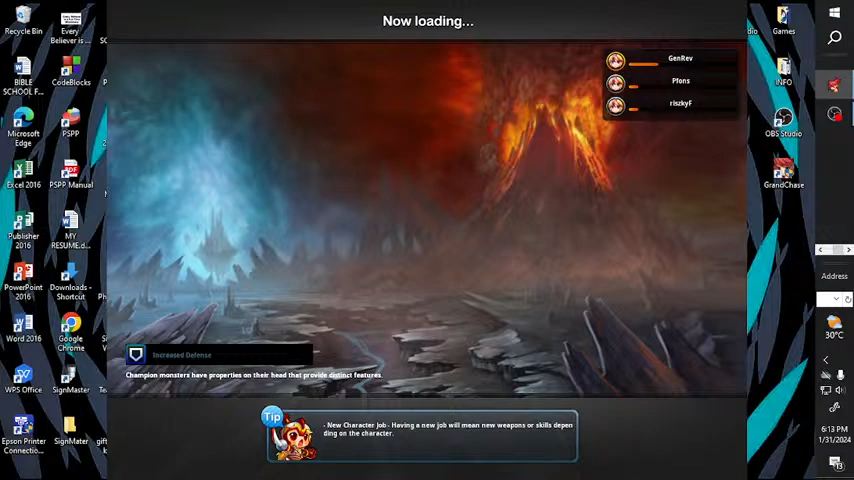 Now loading...
GenRev
Pfons
riszkyF
Increased Defense
Champion monsters have properties on their head that provide distinct features.
Tip
- New Character Job - Having a new job will mean new weapons or skills depen
ding on the character.
Recycle Bin
Every
Believer is ...
BIBLE
SCHOOL F...
CodeBlocks
Microsoft
Edge
PSPP
Excel 2016
PSPP Manual
Publisher
2016
MY
RESUME.d...
PowerPoint
2016
Downloads -
Shortcut
Word 2016
Google
Chrome
WPS Office
SignMaster
Epson Printer
Connectio...
SignMater
gift
Games
INFO
OBS Studio
GrandChase
Address
30°C
6:13 PM
1/31/2024
13